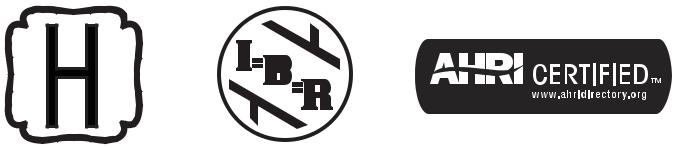 H
I=B=R
AHRI CERTIFIED™
www.ahridirectory.org